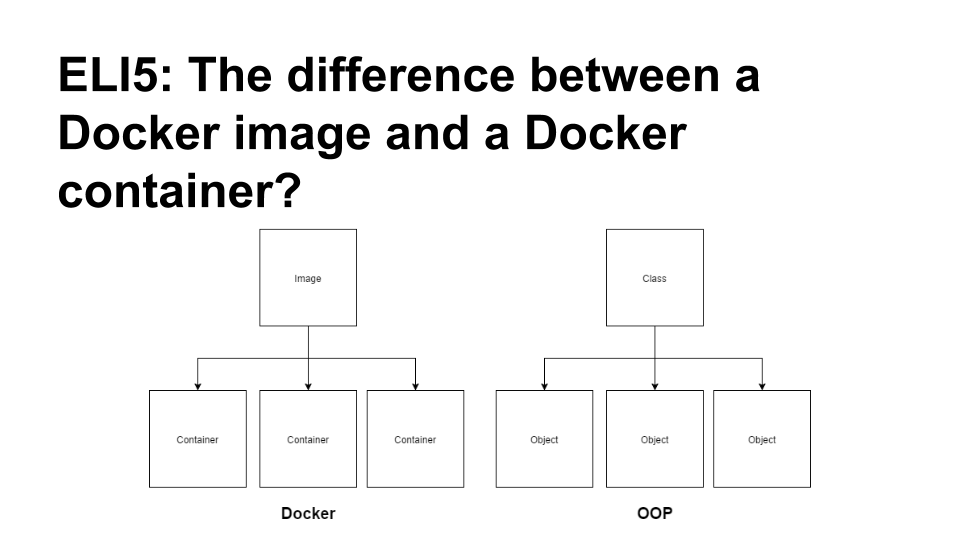 ELI5: The difference between a
Docker image and a Docker
container?
Image
Class
Container
Container
Container
Object
Object
Object
Docker
OOP